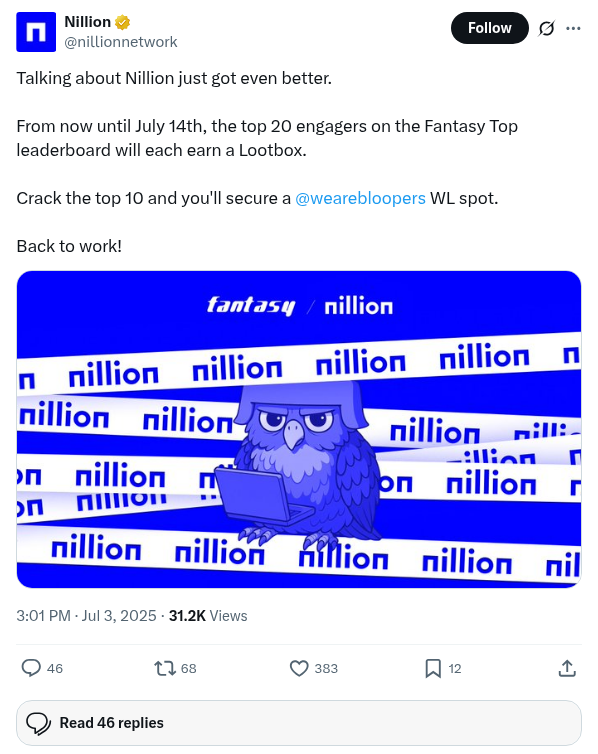 Nillion
@nillionnetwork
Follow
Talking about Nillion just got even better.
From now until July 14th, the top 20 engagers on the Fantasy Top
leaderboard will each earn a Lootbox.
Crack the top 10 and you'll secure a @wearebloopers WL spot.
Back to work!
fantasy / nillion
n nillion nillion nillion nillion n
nillion nillion nillion nilli
nillion
on nillion n on nillion n
on nillion
nillion nillion nillion nillion nil
3:01 PM · Jul 3, 2025 · 31.2K Views
46 68 383 12
Read 46 replies